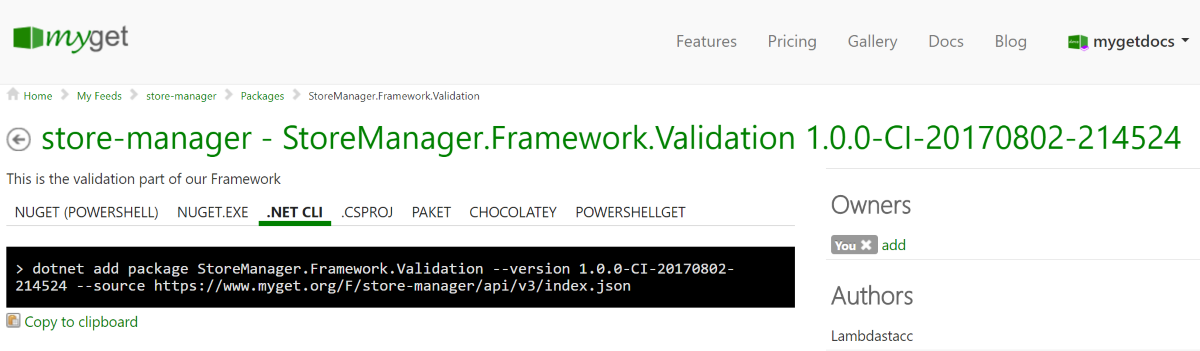 myget
Features Pricing Gallery Docs Blog mygetdocs
Home My Feeds store-manager Packages StoreManager.Framework.Validation
store-manager - StoreManager.Framework.Validation 1.0.0-CI-20170802-214524
This is the validation part of our Framework
NUGET (POWERSHELL) NUGET.EXE .NET CLI .CSPROJ PAKET CHOCOLATEY POWERSHELLGET
> dotnet add package StoreManager.Framework.Validation --version 1.0.0-CI-20170802-
214524 --source https://www.myget.org/F/store-manager/api/v3/index.json
Copy to clipboard
Owners
You ✖ add
Authors
Lambdastacc